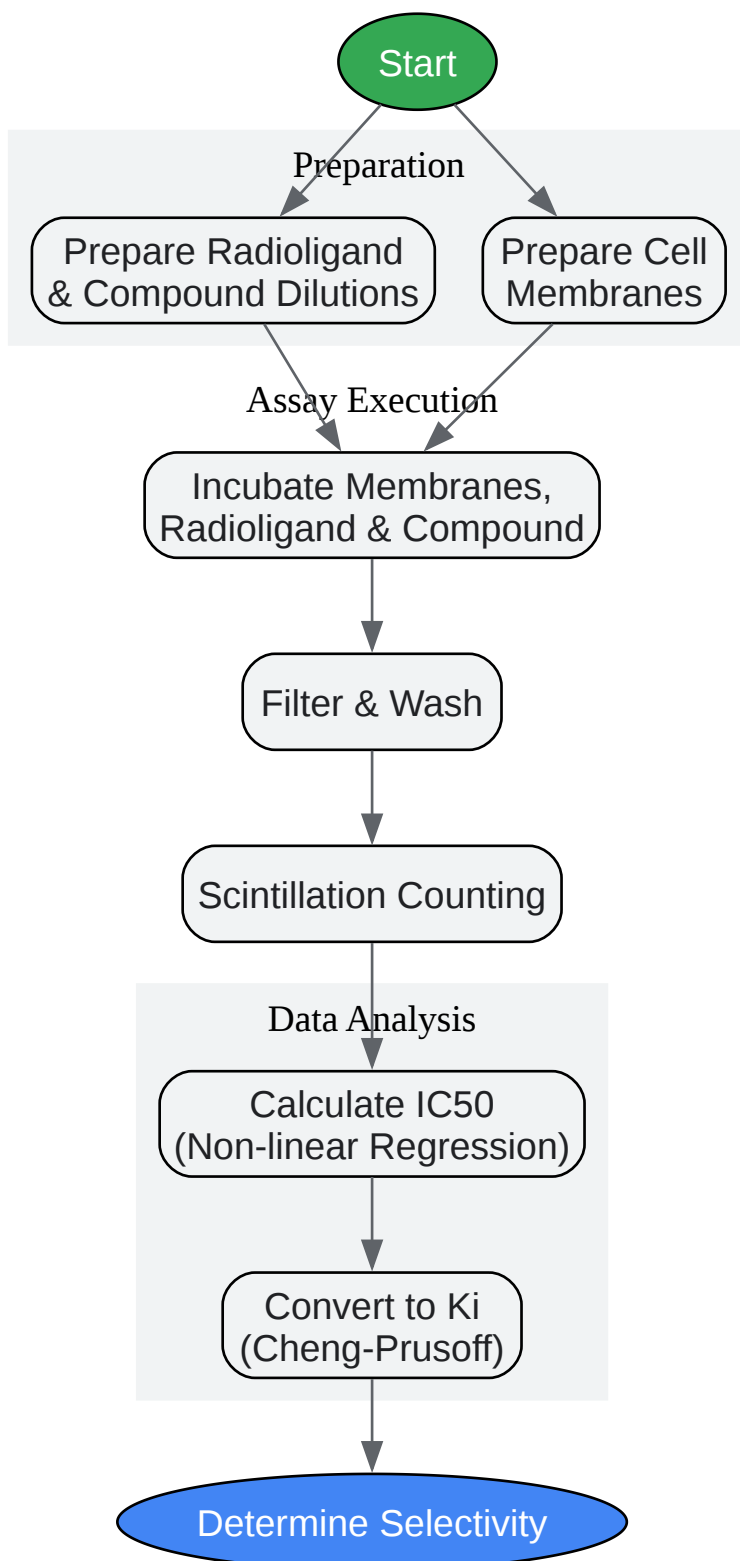 Start
Preparation
Prepare Radioligand
& Compound Dilutions
Prepare Cell
Membranes
Assay Execution
Incubate Membranes,
Radioligand & Compound
Filter & Wash
Scintillation Counting
Data Analysis
Calculate IC50
(Non-linear Regression)
Convert to Ki
(Cheng-Prusoff)
Determine Selectivity